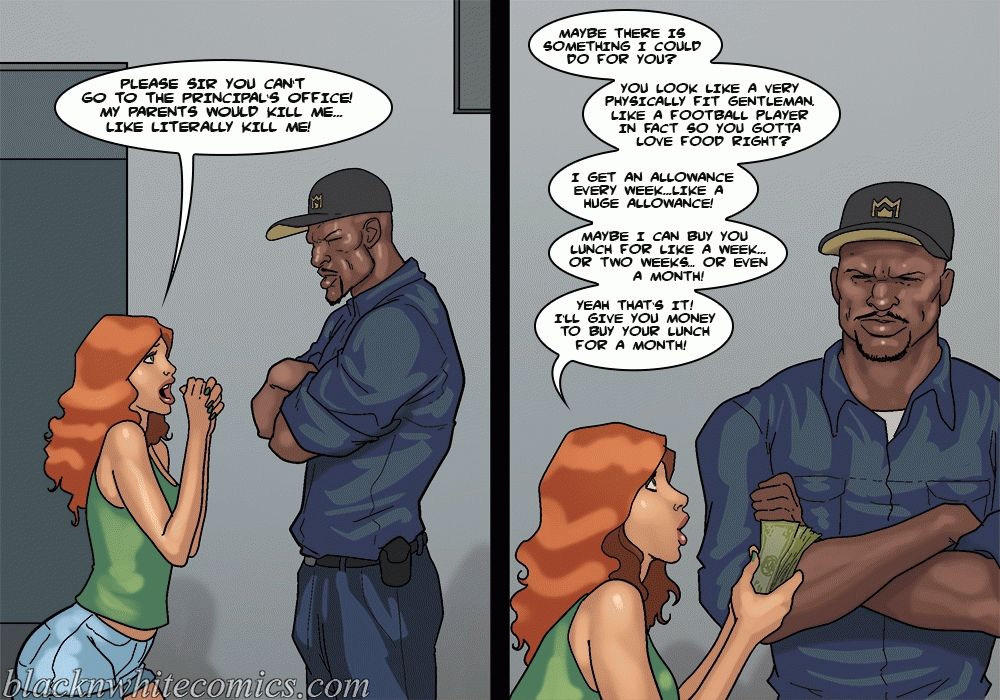 PLEASE SIR YOU CAN'T
GO TO THE PRINCIPAL'S OFFICE!
MY PARENTS WOULD KILL ME...
LIKE LITERALLY KILL ME!
MAYBE THERE IS
SOMETHING I COULD
DO FOR YOU?
YOU LOOK LIKE A VERY
PHYSICALLY FIT GENTLEMAN.
LIKE A FOOTBALL PLAYER
IN FACT SO YOU GOTTA
LOVE FOOD RIGHT?
I GET AN ALLOWANCE
EVERY WEEK...LIKE A
HUGE ALLOWANCE!
MAYBE I CAN BUY YOU
LUNCH FOR LIKE A WEEK...
OR TWO WEEKS... OR EVEN
A MONTH!
YEAH THAT'S IT!
I'LL GIVE YOU MONEY
TO BUY YOUR LUNCH
FOR A MONTH!
blacknwhitecomics.com